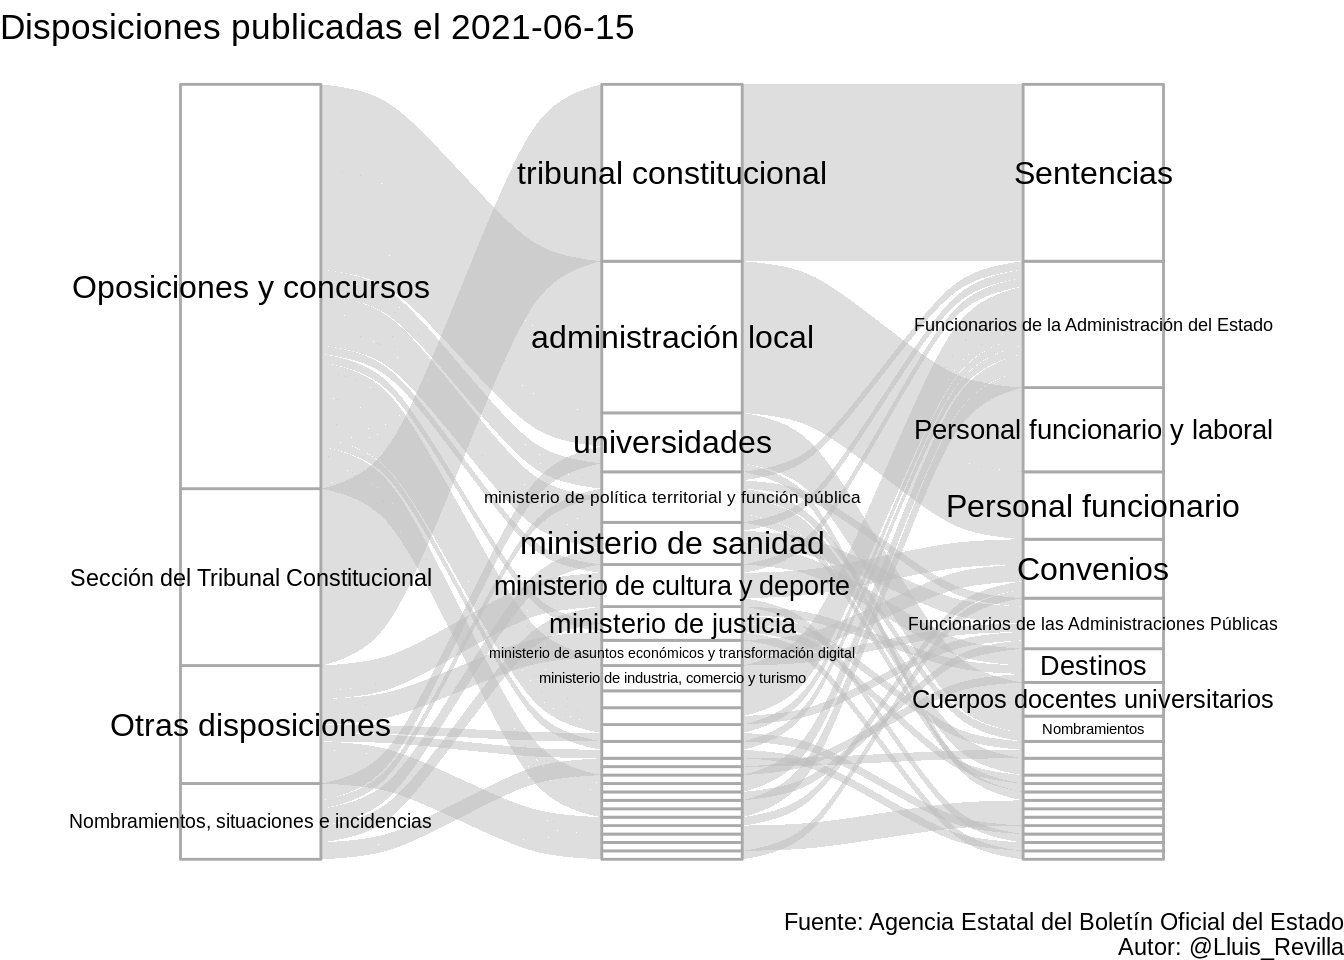 Disposiciones publicadas el 2021-06-15
Oposiciones y concursos
Sección del Tribunal Constitucional
Otras disposiciones
Nombramientos, situaciones e incidencias
tribunal constitucional
administración local
universidades
ministerio de política territorial y función pública
ministerio de sanidad
ministerio de cultura y deporte
ministerio de justicia
ministerio de asuntos económicos y transformación digital
ministerio de industria, comercio y turismo
Sentencias
Funcionarios de la Administración del Estado
Personal funcionario y laboral
Personal funcionario
Convenios
Funcionarios de las Administraciones Públicas
Destinos
Cuerpos docentes universitarios
Nombramientos
Fuente: Agencia Estatal del Boletín Oficial del Estado
Autor: @Lluis_Revilla